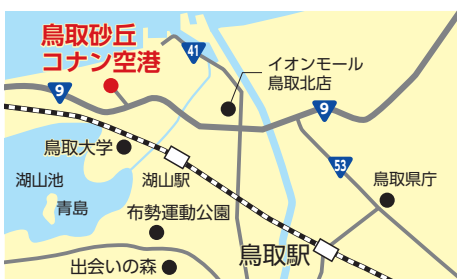 鳥取砂丘
コナン空港
41
イオンモール
鳥取北店
9
9
鳥取大学
湖山池
湖山駅
53
鳥取県庁
青島
布勢運動公園
鳥取駅
出会いの森